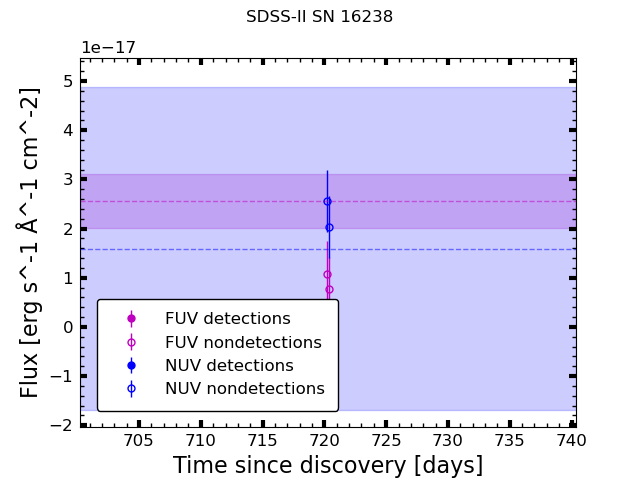 SDSS-II SN 16238
1e−17
Flux [erg s^-1 Å^-1 cm^-2]
5
4
3
2
1
0
−1
−2
FUV detections
FUV nondetections
NUV detections
NUV nondetections
705 710 715 720 725 730 735 740
Time since discovery [days]